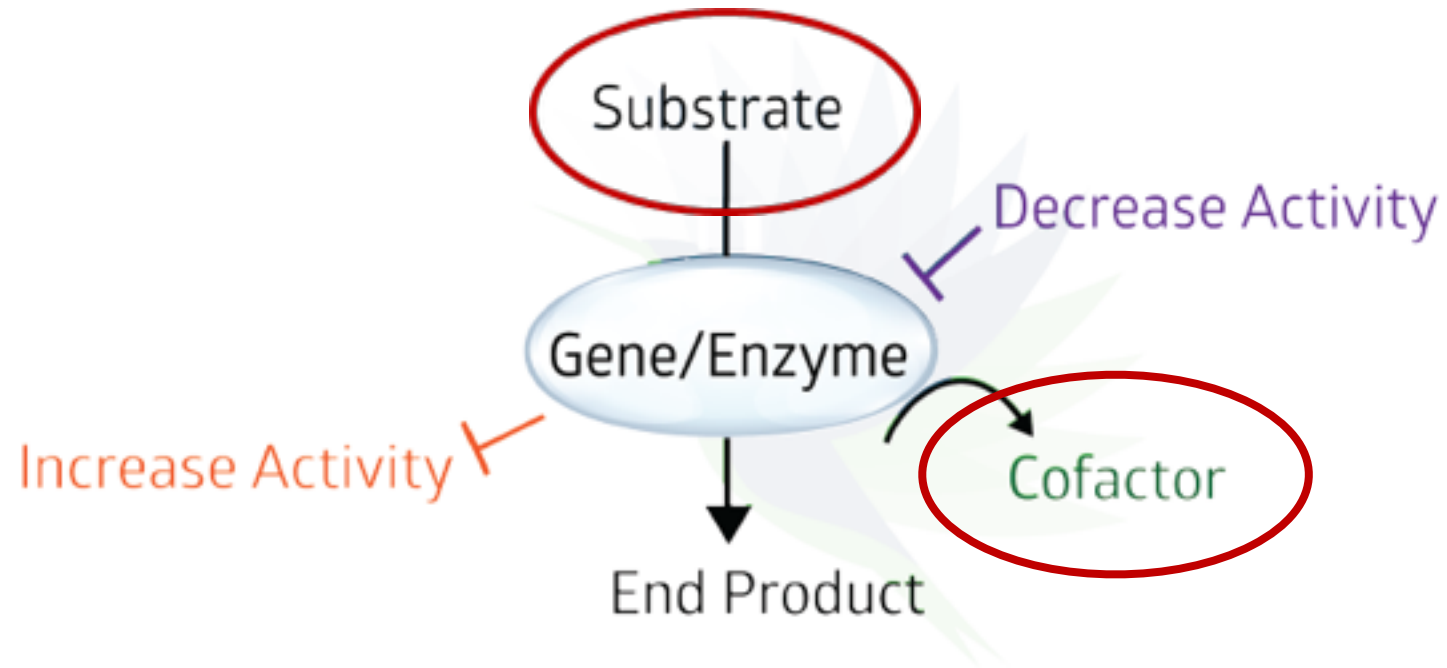 Substrate
Decrease Activity
Gene/Enzyme
Increase Activity
Cofactor
End Product